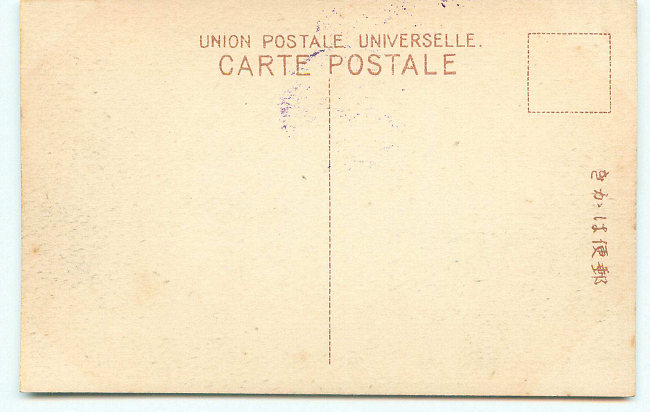 UNION POSTALE UNIVERSELLE.
CARTE POSTALE
きかは便郵